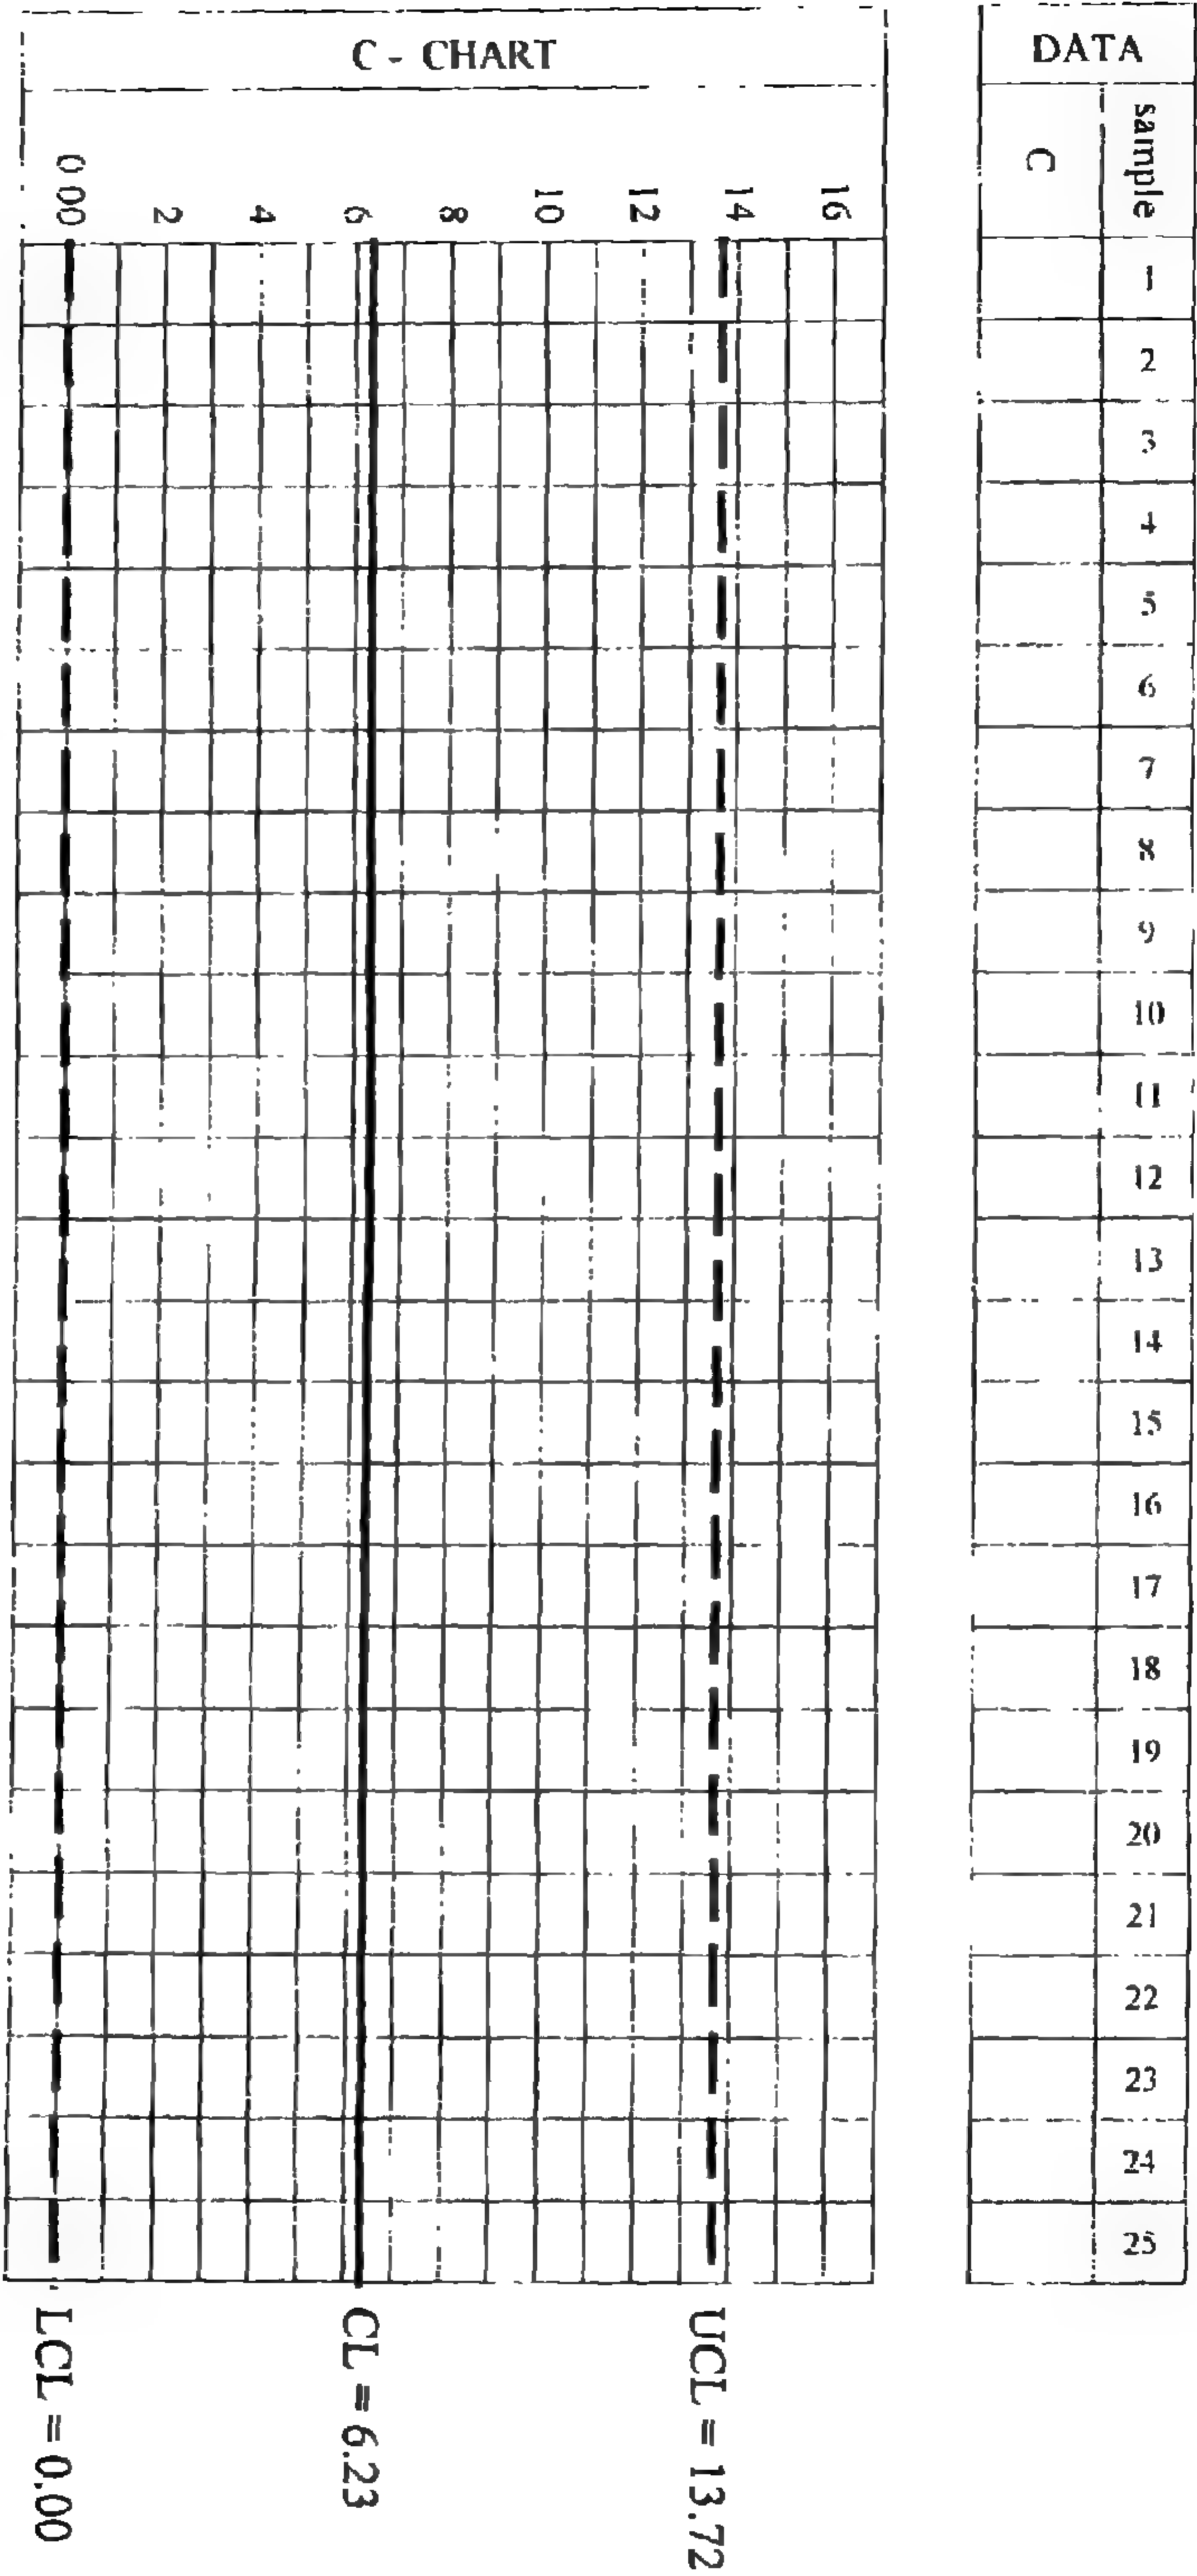 DATA
sample 1 2 3 4 5 6 7 8 9 10 11 12 13 14 15 16 17 18 19 20 21 22 23 24 25
C
C - CHART
16
14
UCL = 13.72
12
10
8
6
CL = 6.23
4
2
0 00
LCL = 0.00